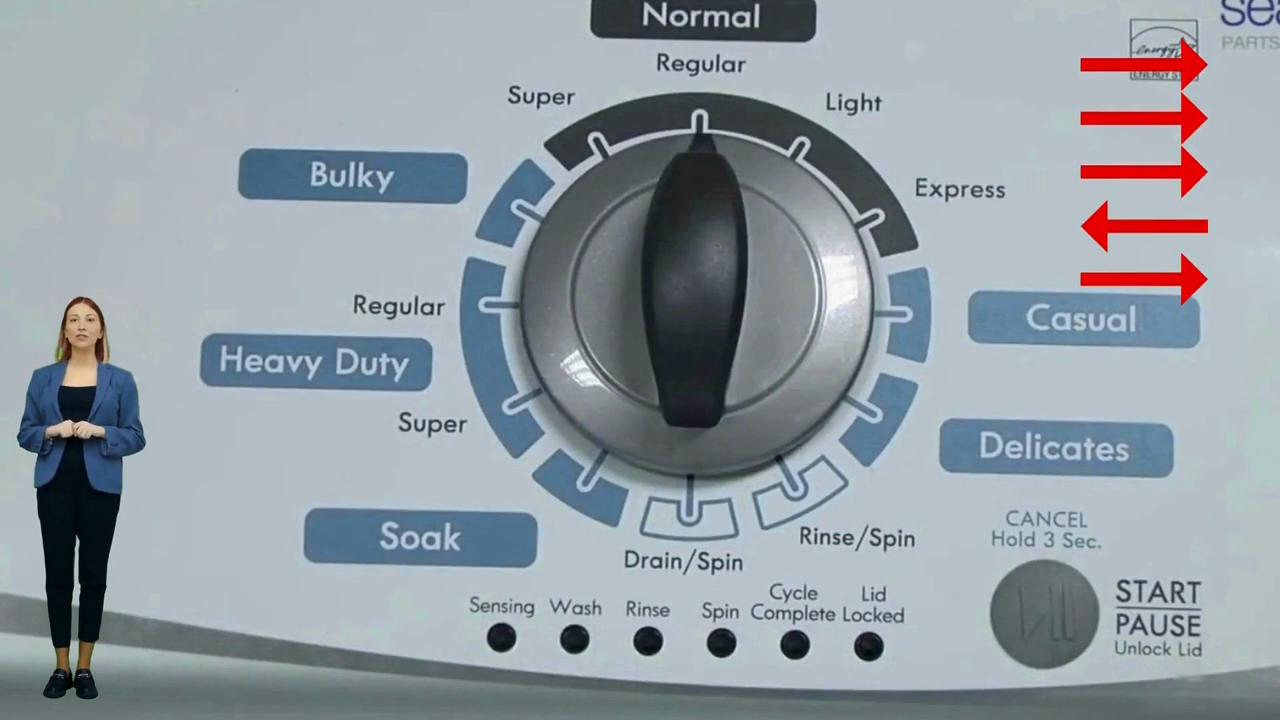 Normal
Regular
Super
Light
Bulky
Express
Regular
Casual
Heavy Duty
Super
Delicates
Soak
Rinse/Spin
Drain/Spin
CANCEL
Hold 3 Sec.
START
PAUSE
Unlock Lid
Sensing
Wash
Rinse
Spin
Cycle
Complete
Lid
Locked
PARTS
energy